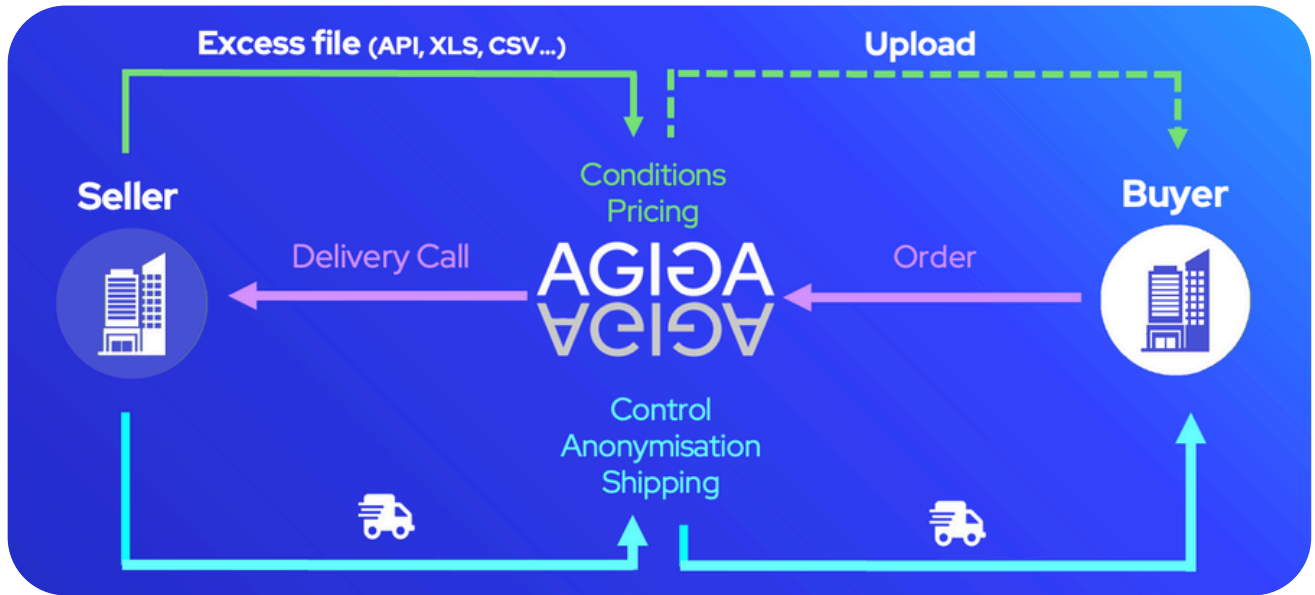 Excess file (API, XLS, CSV...)
Upload
Conditions
Pricing
Seller
Buyer
Delivery Call
AGIGA
Order
AGIGA
Control
Anonymisation
Shipping